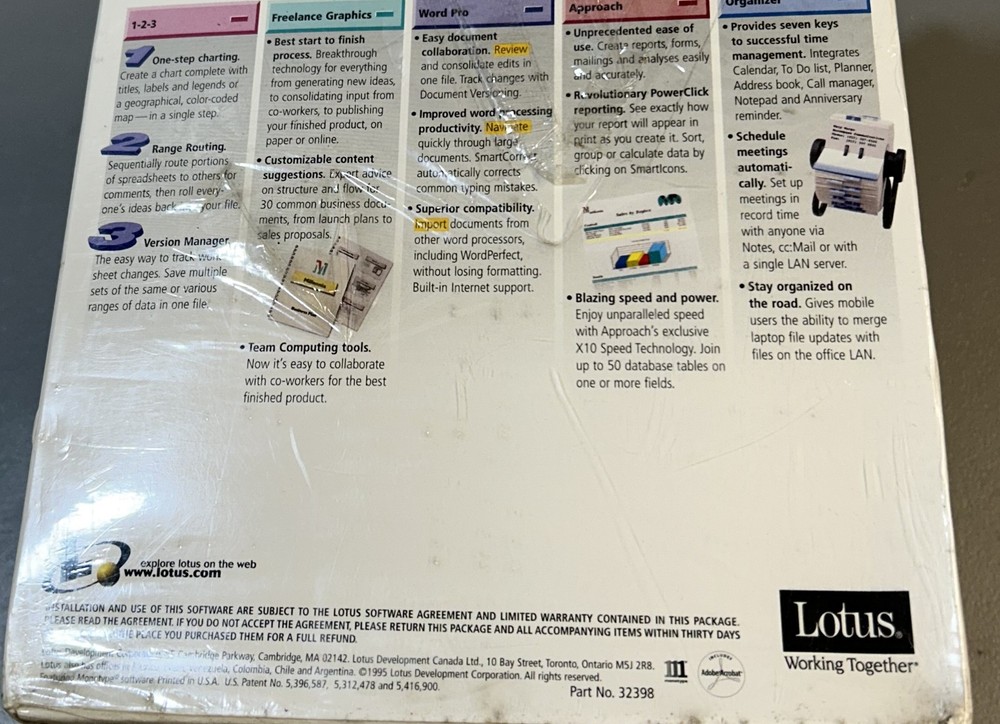 1-2-3
1 One-step charting.
Create a chart complete with
titles, labels and legends or
a geographical, color-coded
map — in a single step.
2 Range Routing.
Sequentially route portions
of spreadsheets to others for
comments, then roll every-
one's ideas back your file.
3 Version Manager.
The easy way to track
sheet changes. Save multiple
sets of the same or various
ranges of data in one file.
Freelance Graphics
• Best start to finish
process. Breakthrough
technology for everything
from generating new ideas,
to consolidating input from
co-workers, to publishing
your finished product, on
paper or online.
• Customizable content
suggestions. Expert advice
on structure and flow for
30 common business docu-
ments, from launch plans to
sales proposals.
• Team Computing tools.
Now it's easy to collaborate
with co-workers for the best
finished product.
Word Pro
• Easy document
collaboration. Review
and consolidate edits in
one file. Track changes with
Document Versioning.
• Improved word processing
productivity. Navigate
quickly through large
documents. SmartCorrect
automatically corrects
common typing mistakes.
• Superior compatibility.
Import documents from
other word processors,
including WordPerfect,
without losing formatting.
Built-in Internet support.
Approach
• Unprecedented ease of
use. Create reports, forms,
mailings and analyses easily
and accurately.
• Revolutionary PowerClick
reporting. See exactly how
your report will appear in
print as you create it. Sort,
group or calculate data by
clicking on SmartIcons.
• Blazing speed and power.
Enjoy unparalleled speed
with Approach's exclusive
X10 Speed Technology. Join
up to 50 database tables on
one or more fields.
Organizer
• Provides seven keys
to successful time
management. Integrates
Calendar, To Do list, Planner,
Address book, Call manager,
Notepad and Anniversary
reminder.
• Schedule
meetings
automati-
cally. Set up
meetings in
record time
with anyone via
Notes, cc:Mail or with
a single LAN server.
• Stay organized on
the road. Gives mobile
users the ability to merge
laptop file updates with
files on the office LAN.
explore lotus on the web
www.lotus.com
INSTALLATION AND USE OF THIS SOFTWARE ARE SUBJECT TO THE LOTUS SOFTWARE AGREEMENT AND LIMITED WARRANTY CONTAINED IN THIS PACKAGE.
PLEASE READ THE AGREEMENT. IF YOU DO NOT ACCEPT THE AGREEMENT, PLEASE RETURN THIS PACKAGE AND ALL ACCOMPANYING ITEMS WITHIN THIRTY DAYS
PLACE YOU PURCHASED THEM FOR A FULL REFUND.
Lotus Development 55 Cambridge Parkway, Cambridge, MA 02142. Lotus Development Canada Ltd., 10 Bay Street, Toronto, Ontario M5J 2R8.
Lotus also has offices Venezuela, Colombia, Chile and Argentina. ©1995 Lotus Development Corporation. All rights reserved.
Monotype® software. Printed in U.S.A. U.S. Patent No. 5,396,587, 5,312,478 and 5,416,900.
Part No. 32398
INCLUDES
Adobe Acrobat
Lotus®
Working Together®